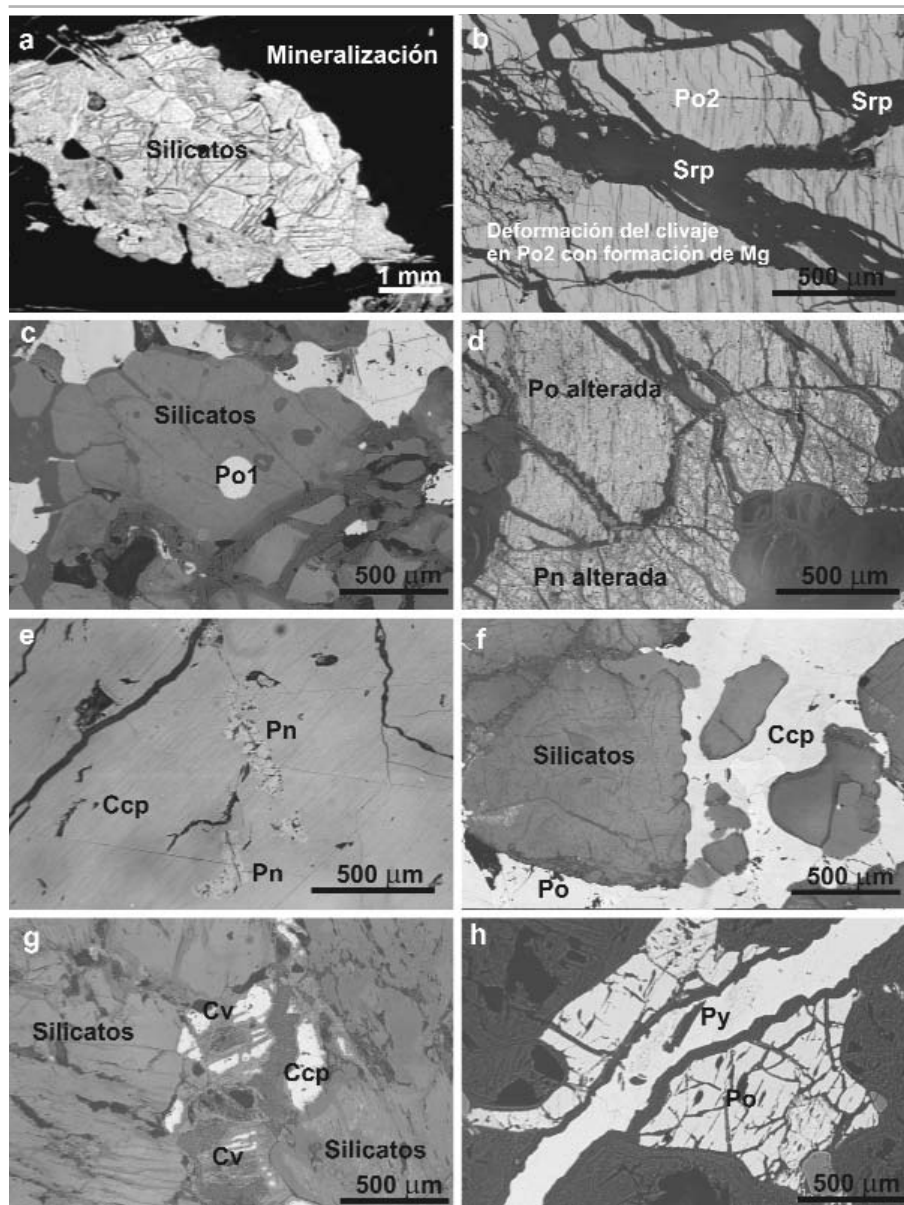 a
Mineralización
Silicatos
1 mm
b
Po2
Srp
Srp
Deformación del clivaje
en Po2 con formación de Mg
500 µm
c
Silicatos
Po1
500 µm
d
Po alterada
Pn alterada
500 µm
e
Pn
Ccp
Pn
500 µm
f
Ccp
Silicatos
Po
500 µm
g
Cv
Silicatos
Ccp
Cv
Silicatos
500 µm
h
Py
Po
500 µm